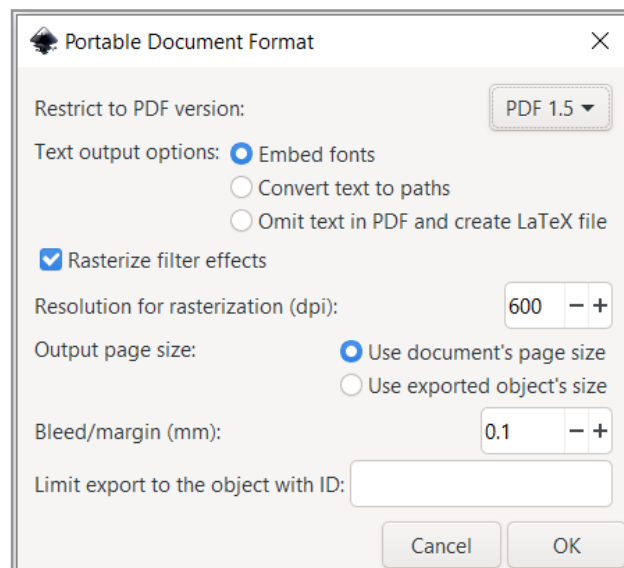 Portable Document Format
Restrict to PDF version: PDF 1.5
Text output options: Embed fonts
Convert text to paths
Omit text in PDF and create LaTeX file
Rasterize filter effects
Resolution for rasterization (dpi): 600
Output page size: Use document's page size
Use exported object's size
Bleed/margin (mm): 0.1
Limit export to the object with ID:
Cancel OK